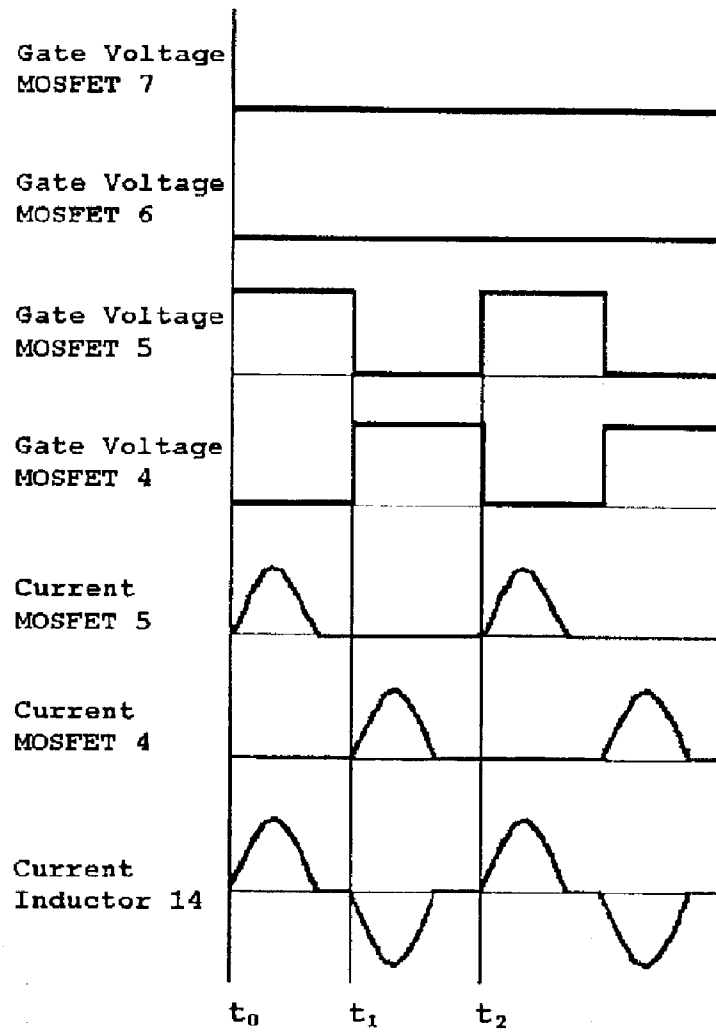 Gate Voltage
MOSFET 7
Gate Voltage
MOSFET 6
Gate Voltage
MOSFET 5
Gate Voltage
MOSFET 4
Current
MOSFET 5
Current
MOSFET 4
Current
Inductor 14
t₀ t₁ t₂